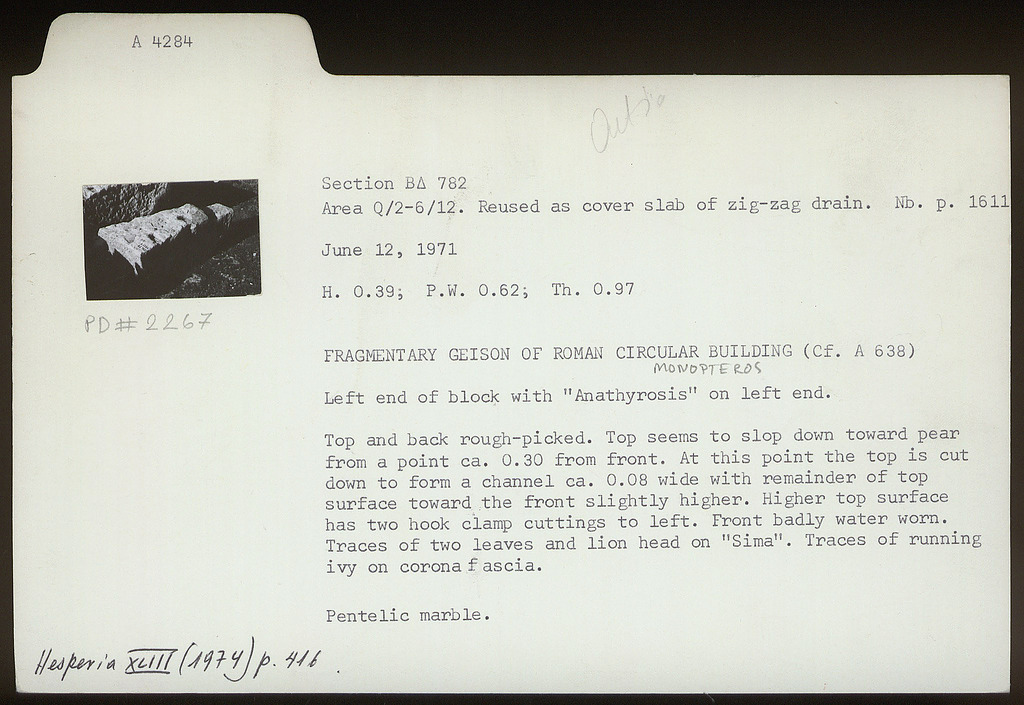 A 4284
Section BΔ 782
Area Q/2-6/12. Reused as cover slab of zig-zag drain. Nb. p. 1611
June 12, 1971
H. 0.39; P.W. 0.62; Th. 0.97
PD# 2267
FRAGMENTARY GEISON OF ROMAN CIRCULAR BUILDING (Cf. A 638)
MONOPTEROS
Left end of block with "Anathyrosis" on left end.
Top and back rough-picked. Top seems to slop down toward pear
from a point ca. 0.30 from front. At this point the top is cut
down to form a channel ca. 0.08 wide with remainder of top
surface toward the front slightly higher. Higher top surface
has two hook clamp cuttings to left. Front badly water worn.
Traces of two leaves and lion head on "Sima". Traces of running
ivy on corona fascia.
Pentelic marble.
Hesperia XLIII (1974) p. 416.